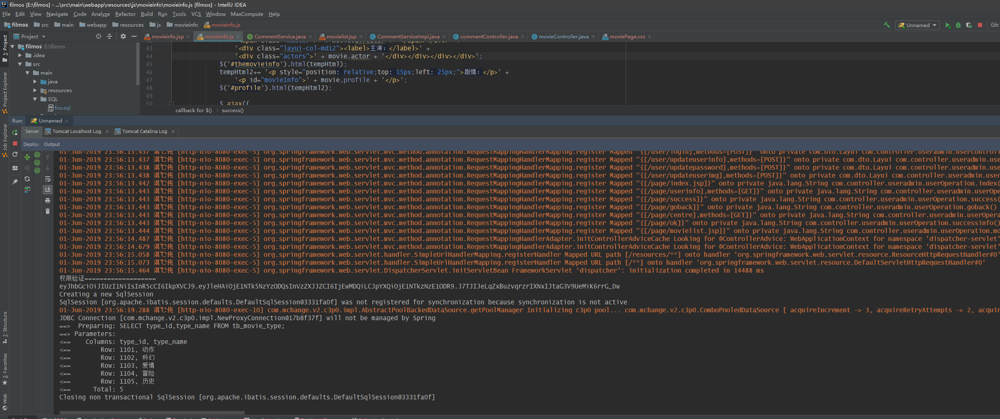 filmos [E:\filmos] - ...\src\main\webapp\resources\js\movieinfo\movieinfo.js [filmos] - IntelliJ IDEA
File Edit View Navigate Code Analyze Refactor Build Run Tools VCS Window MaxCompute Help
filmos src main webapp resources js movieinfo movieinfo.js Unnamed Git:
Project movieinfo.jsp movieinfo.js CommentService.java movielist.jsp CommentServiceImpl.java commentController.java movieController.java moviePage.css
1: Project
Project Explorer
Job Explorer
7: Structure
2: Favorites
Web
filmos E:\filmos
.idea
src
main
java
resources
SQL
fos.sql
43 '<div class="layui-col-md12"><label>主演：</label>' +
44 '<div class="actors">' + movie.actor + '</div></div></div></div>';
45 $('#themovieinfo').html(tempHtml);
46 tempHtml2+= '<p style="position: relative;top: 15px;left: 25px;">剧情：</p>' +
47 '<p id="movieInfo">' + movie.profile + '</p>';
48 $('#profile').html(tempHtml2);
49
50 $.ajax({
callback for $() success()
Run: Unnamed
Server Tomcat Localhost Log Tomcat Catalina Log
Deploy Output
01-Jun-2019 23:56:13.437 淇℃伅 [http-nio-8080-exec-5] org.springframework.web.servlet.mvc.method.annotation.RequestMappingHandlerMapping.register Mapped "{[/user/login],methods=[POST]}" onto private com.dto.Layui com.controller.useradmin.userControll
01-Jun-2019 23:56:13.437 淇℃伅 [http-nio-8080-exec-5] org.springframework.web.servlet.mvc.method.annotation.RequestMappingHandlerMapping.register Mapped "{[/user/updateuserinfo],methods=[POST]}" onto private com.dto.Layui com.controller.useradmin.use
01-Jun-2019 23:56:13.438 淇℃伅 [http-nio-8080-exec-5] org.springframework.web.servlet.mvc.method.annotation.RequestMappingHandlerMapping.register Mapped "{[/user/updatepassword],methods=[POST]}" onto private com.dto.Layui com.controller.useradmin.use
01-Jun-2019 23:56:13.438 淇℃伅 [http-nio-8080-exec-5] org.springframework.web.servlet.mvc.method.annotation.RequestMappingHandlerMapping.register Mapped "{[/user/updateuserimg],methods=[POST]}" onto private com.dto.Layui com.controller.useradmin.user
01-Jun-2019 23:56:13.442 淇℃伅 [http-nio-8080-exec-5] org.springframework.web.servlet.mvc.method.annotation.RequestMappingHandlerMapping.register Mapped "{[/page/index.jsp]}" onto private java.lang.String com.controller.useradmin.userOperation.index(
01-Jun-2019 23:56:13.443 淇℃伅 [http-nio-8080-exec-5] org.springframework.web.servlet.mvc.method.annotation.RequestMappingHandlerMapping.register Mapped "{[/page/userinfo],methods=[GET]}" onto private java.lang.String com.controller.useradmin.userOpe
01-Jun-2019 23:56:13.443 淇℃伅 [http-nio-8080-exec-5] org.springframework.web.servlet.mvc.method.annotation.RequestMappingHandlerMapping.register Mapped "{[/page/success]}" onto private java.lang.String com.controller.useradmin.userOperation.success(
01-Jun-2019 23:56:13.443 淇℃伅 [http-nio-8080-exec-5] org.springframework.web.servlet.mvc.method.annotation.RequestMappingHandlerMapping.register Mapped "{[/page/goback]}" onto private java.lang.String com.controller.useradmin.userOperation.goback()
01-Jun-2019 23:56:13.443 淇℃伅 [http-nio-8080-exec-5] org.springframework.web.servlet.mvc.method.annotation.RequestMappingHandlerMapping.register Mapped "{[/page/centre],methods=[GET]}" onto private java.lang.String com.controller.useradmin.userOpera
01-Jun-2019 23:56:13.443 淇℃伅 [http-nio-8080-exec-5] org.springframework.web.servlet.mvc.method.annotation.RequestMappingHandlerMapping.register Mapped "{[/page/ok]}" onto private java.lang.String com.controller.useradmin.userOperation.successinfo()
01-Jun-2019 23:56:13.444 淇℃伅 [http-nio-8080-exec-5] org.springframework.web.servlet.mvc.method.annotation.RequestMappingHandlerMapping.register Mapped "{[/page/movielist.jsp]}" onto private java.lang.String com.controller.useradmin.userOperation.mo
01-Jun-2019 23:56:14.487 淇℃伅 [http-nio-8080-exec-5] org.springframework.web.servlet.mvc.method.annotation.RequestMappingHandlerAdapter.initControllerAdviceCache Looking for @ControllerAdvice: WebApplicationContext for namespace 'dispatcher-servlet'
01-Jun-2019 23:56:14.679 淇℃伅 [http-nio-8080-exec-5] org.springframework.web.servlet.mvc.method.annotation.RequestMappingHandlerAdapter.initControllerAdviceCache Looking for @ControllerAdvice: WebApplicationContext for namespace 'dispatcher-servlet'
01-Jun-2019 23:56:15.058 淇℃伅 [http-nio-8080-exec-5] org.springframework.web.servlet.handler.SimpleUrlHandlerMapping.registerHandler Mapped URL path [/resources/**] onto handler 'org.springframework.web.servlet.resource.ResourceHttpRequestHandler#0'
01-Jun-2019 23:56:15.073 淇℃伅 [http-nio-8080-exec-5] org.springframework.web.servlet.handler.SimpleUrlHandlerMapping.registerHandler Mapped URL path [/**] onto handler 'org.springframework.web.servlet.resource.DefaultServletHttpRequestHandler#0'
01-Jun-2019 23:56:15.464 淇℃伅 [http-nio-8080-exec-5] org.springframework.web.servlet.DispatcherServlet.initServletBean FrameworkServlet 'dispatcher': initialization completed in 14488 ms
权限验证===================
eyJhbGciOiJIUzI1NiIsInR5cCI6IkpXVCJ9.eyJleHAiOjE1NTk5NzYzODQsInVzZXJJZCI6IjEwMDQiLCJpYXQiOjE1NTkzNzE1ODR9.J7TJIJeLqZxBuzvqrzrIXNxIJtaG3V9UeMiK6rrG_Ow
Creating a new SqlSession
SqlSession [org.apache.ibatis.session.defaults.DefaultSqlSession@3331fa0f] was not registered for synchronization because synchronization is not active
01-Jun-2019 23:56:19.288 淇℃伅 [http-nio-8080-exec-10] com.mchange.v2.c3p0.impl.AbstractPoolBackedDataSource.getPoolManager Initializing c3p0 pool... com.mchange.v2.c3p0.ComboPooledDataSource [ acquireIncrement -> 3, acquireRetryAttempts -> 2, acquir
JDBC Connection [com.mchange.v2.c3p0.impl.NewProxyConnection@17b8f37f] will not be managed by Spring
==> Preparing: SELECT type_id,type_name FROM tb_movie_type;
==> Parameters:
<== Columns: type_id, type_name
<== Row: 1101, 动作
<== Row: 1102, 科幻
<== Row: 1103, 爱情
<== Row: 1104, 冒险
<== Row: 1105, 历史
<== Total: 5
Closing non transactional SqlSession [org.apache.ibatis.session.defaults.DefaultSqlSession@3331fa0f]